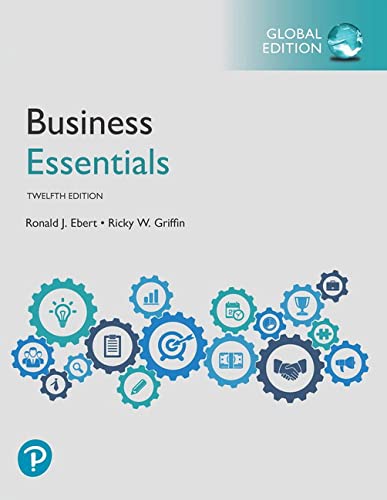 GLOBAL
EDITION
Business
Essentials
TWELFTH EDITION
Ronald J. Ebert • Ricky W. Griffin
P